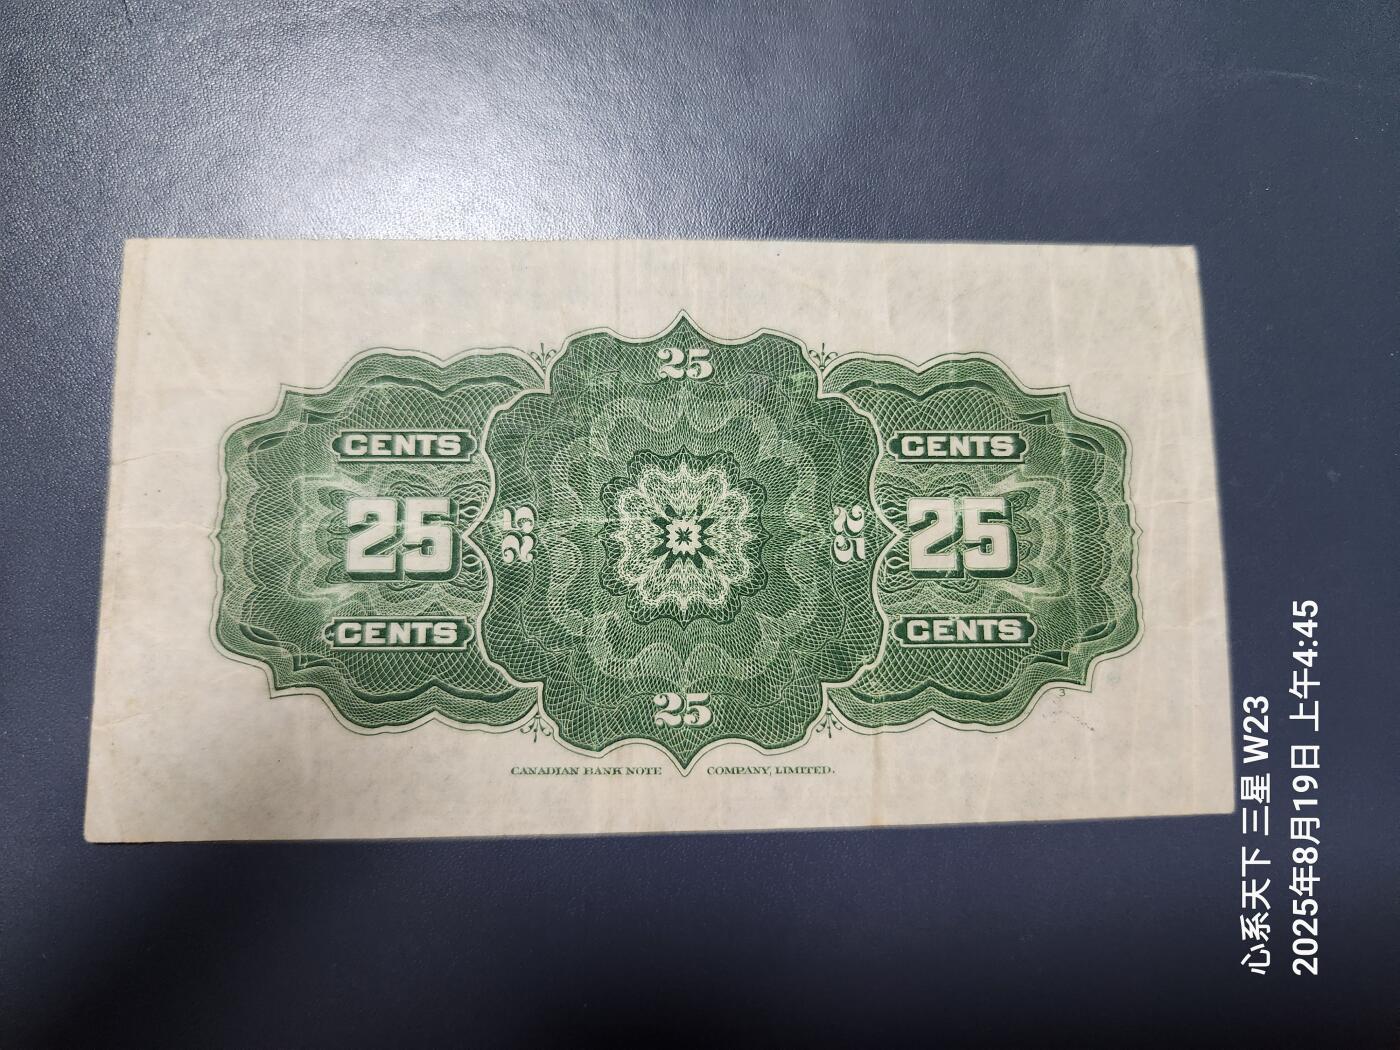 25
CENTS
CENTS
25
25
25
25
CENTS
CENTS
25
3
CANADIAN BANK NOTE COMPANY, LIMITED.
心系天下 三星 W23
2025年8月19日 上午4:45